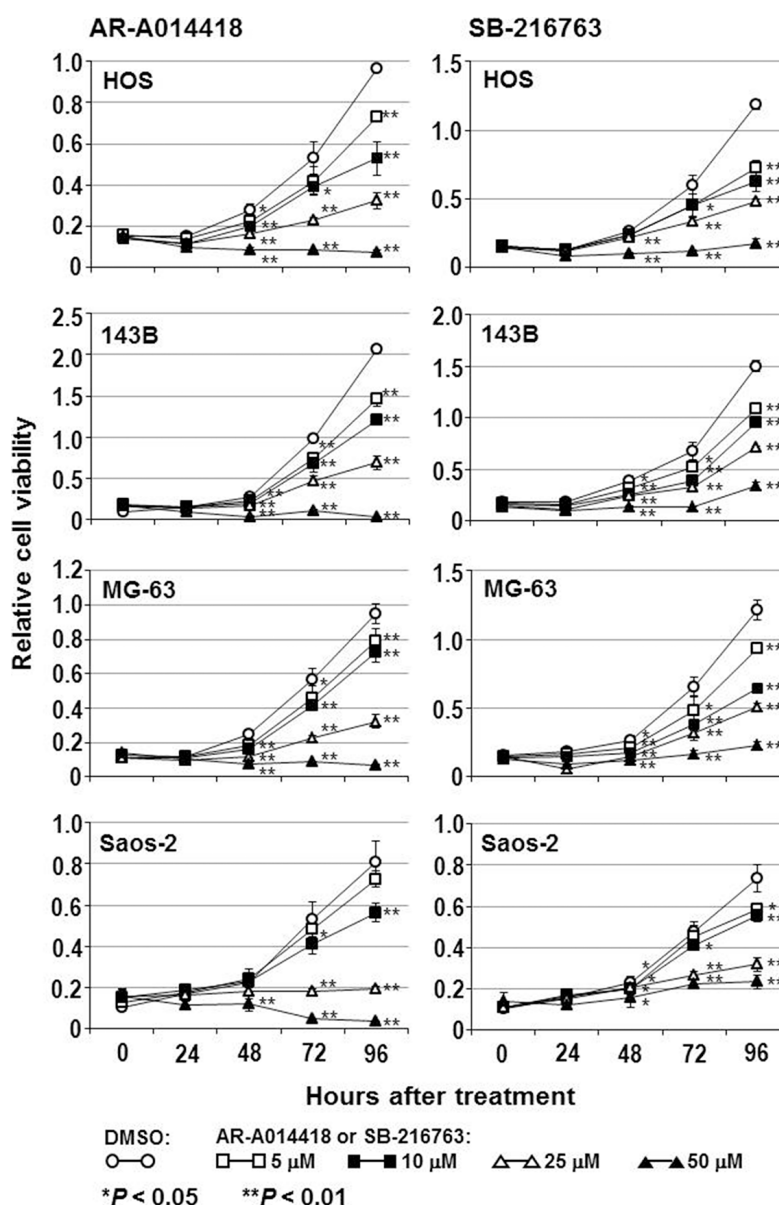 AR-A014418 SB-216763
1.0 HOS
0.8
0.6
0.4
0.2
0
1.5 HOS
1.0
0.5
0
2.5 143B
2.0
1.5
1.0
0.5
0
2.0 143B
1.5
1.0
0.5
0
Relative cell viability
1.2 MG-63
1.0
0.8
0.6
0.4
0.2
0
1.5 MG-63
1.0
0.5
0
1.0 Saos-2
0.8
0.6
0.4
0.2
0
1.0 Saos-2
0.8
0.6
0.4
0.2
0
0 24 48 72 96 0 24 48 72 96
Hours after treatment
DMSO: AR-A014418 or SB-216763:
5 μM 10 μM 25 μM 50 μM
*P < 0.05 **P < 0.01